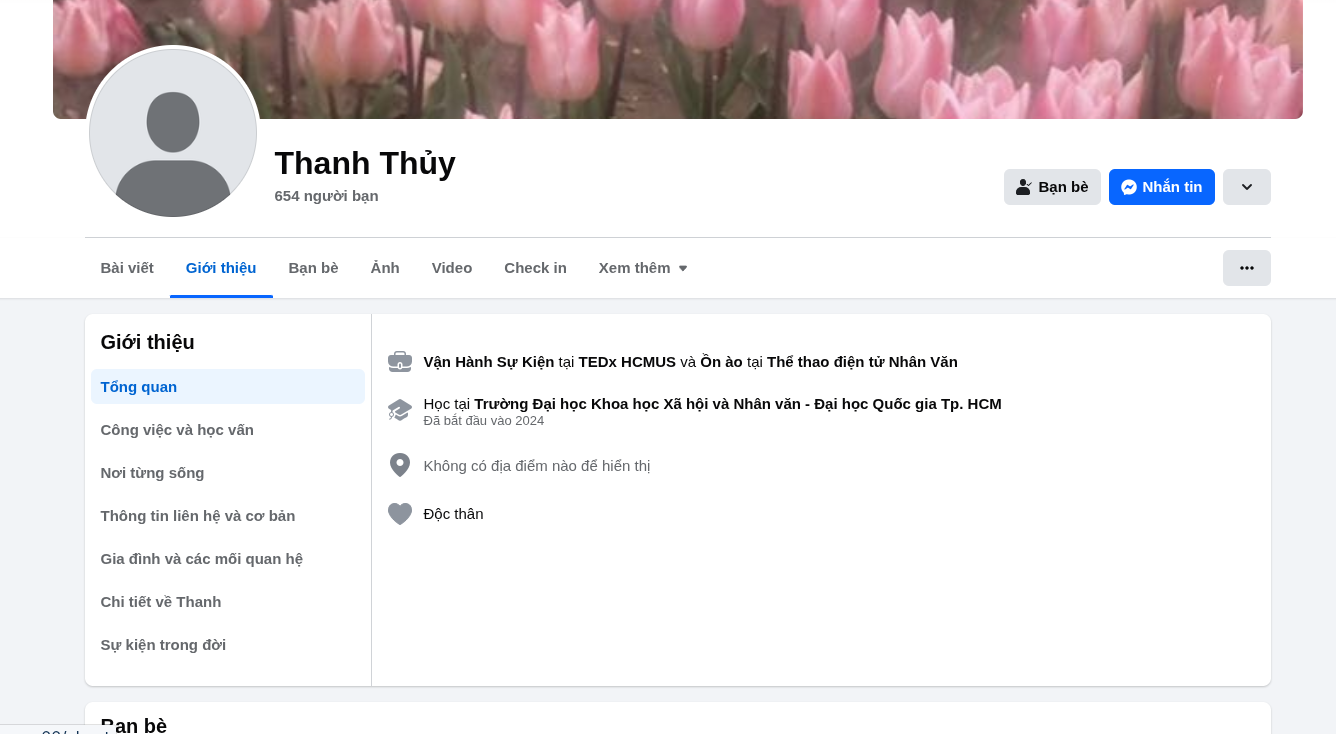 Thanh Thủy
654 người bạn
Bạn bè
Nhắn tin
Bài viết
Giới thiệu
Bạn bè
Ảnh
Video
Check in
Xem thêm
Giới thiệu
Tổng quan
Công việc và học vấn
Nơi từng sống
Thông tin liên hệ và cơ bản
Gia đình và các mối quan hệ
Chi tiết về Thanh
Sự kiện trong đời
Vận Hành Sự Kiện tại TEDx HCMUS và Ồn ào tại Thể thao điện tử Nhân Văn
Học tại Trường Đại học Khoa học Xã hội và Nhân văn - Đại học Quốc gia Tp. HCM
Đã bắt đầu vào 2024
Không có địa điểm nào để hiển thị
Độc thân
Bạn bè